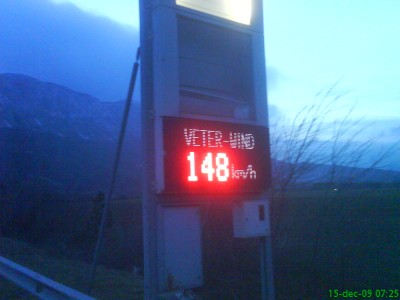 VETER-WIND
148 km/h
15-dec-09 07:25